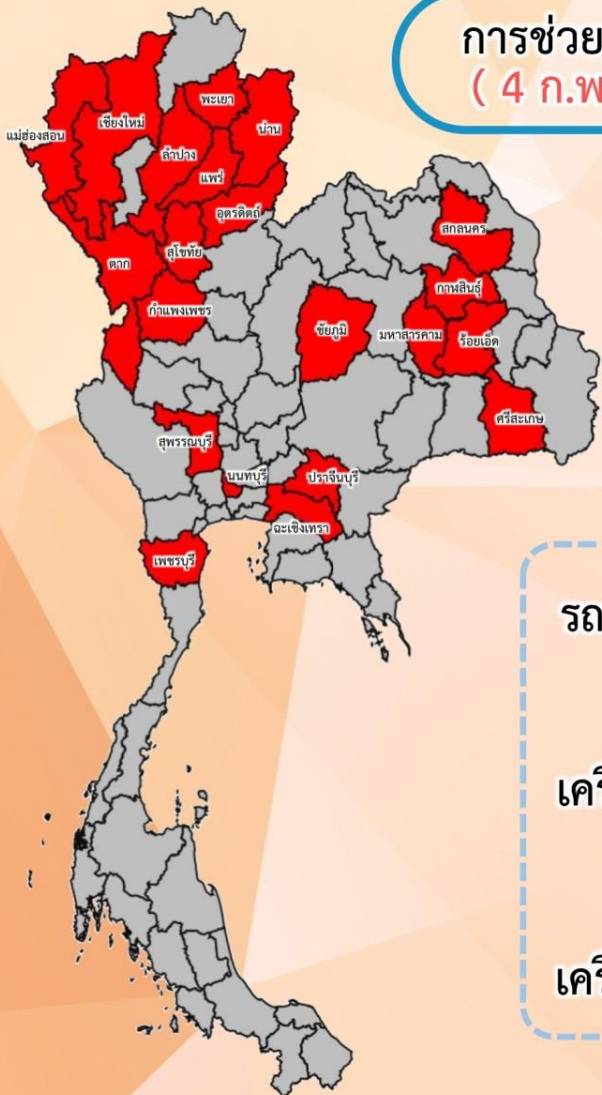 การช่วย
( 4 ก.พ
พะเยา
เชียงใหม่
น่าน
แม่ฮ่องสอน
ลำปาง
แพร่
อุตรดิตถ์
สุโขทัย
ตาก
กำแพงเพชร
สกลนคร
กาฬสินธุ์
ชัยภูมิ
มหาสารคาม
ร้อยเอ็ด
ศรีสะเกษ
สุพรรณบุรี
นนทบุรี
ปราจีนบุรี
ฉะเชิงเทรา
เพชรบุรี
รถ
เครื
เครื